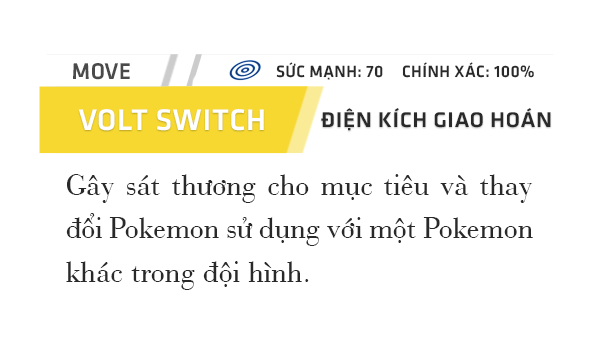 MOVE SỨC MẠNH: 70 CHÍNH XÁC: 100%
VOLT SWITCH ĐIỆN KÍCH GIAO HOÁN
Gây sát thương cho mục tiêu và thay
đổi Pokemon sử dụng với một Pokemon
khác trong đội hình.